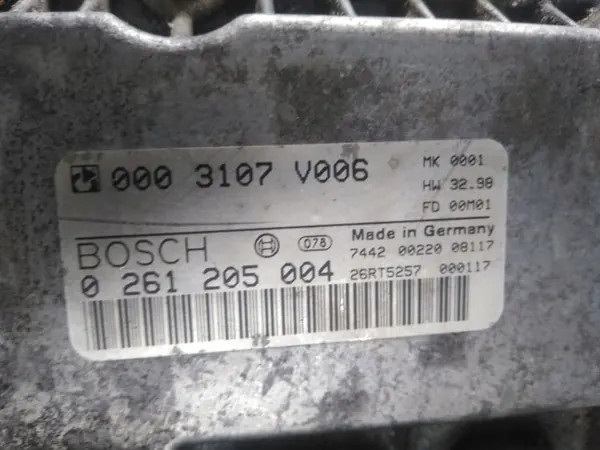 000 3107 V006
MK 0001
HW 32.98
FD 00M01
BOSCH
078
Made in Germany
7442 00220 08117
0 261 205 004
26RT5257 000117